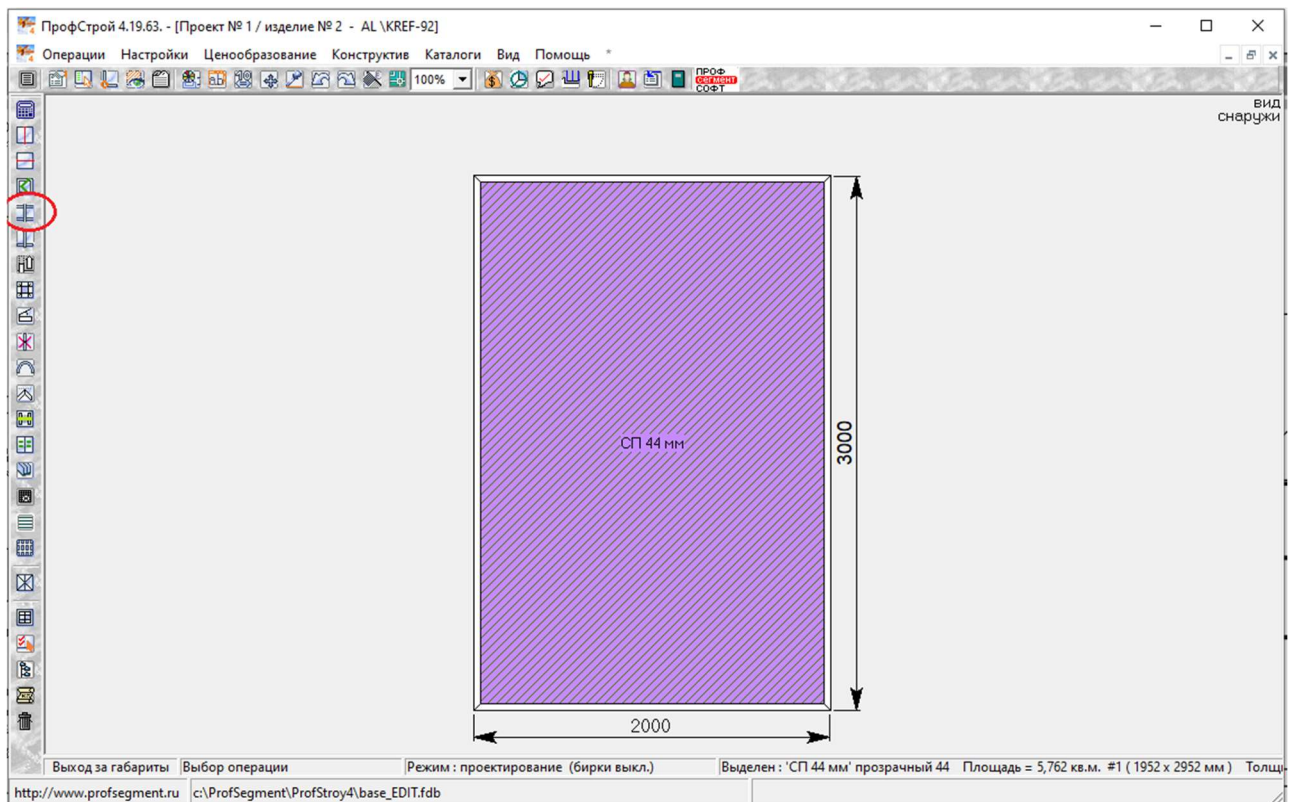 ПрофСтрой 4.19.63. - [Проект № 1 / изделие № 2 - AL \KREF-92]
Операции Настройки Ценообразование Конструктив Каталоги Вид Помощь *
100%
ПРОФ
сегмент
СОФТ
вид
снаружи
СП 44 мм
3000
2000
Выход за габариты Выбор операции Режим : проектирование (бирки выкл.) Выделен : 'СП 44 мм' прозрачный 44 Площадь = 5,762 кв.м. #1 ( 1952 x 2952 мм ) Толщи
http://www.profsegment.ru c:\ProfSegment\ProfStroy4\base_EDIT.fdb